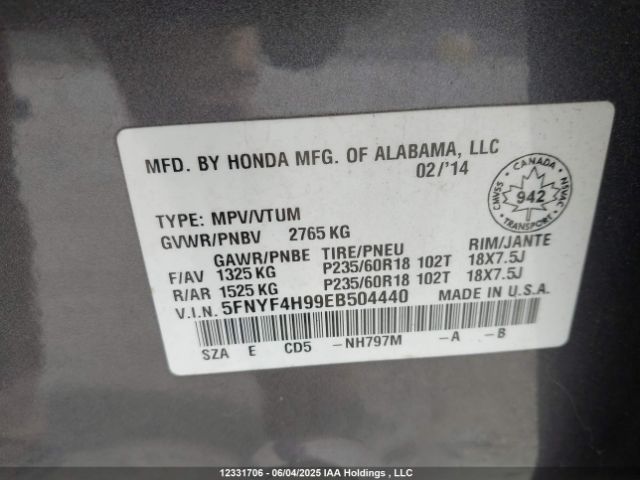 MFD. BY HONDA MFG. OF ALABAMA, LLC
02/'14
CANADA
CMVSS 942 NSVAC
TRANSPORT
TYPE: MPV/VTUM
GVWR/PNBV 2765 KG
GAWR/PNBE TIRE/PNEU RIM/JANTE
F/AV 1325 KG P235/60R18 102T 18X7.5J
R/AR 1525 KG P235/60R18 102T 18X7.5J
V.I.N. 5FNYF4H99EB504440 MADE IN U.S.A.
SZA E CD5 -NH797M -A -B
12331706 - 06/04/2025 IAA Holdings , LLC